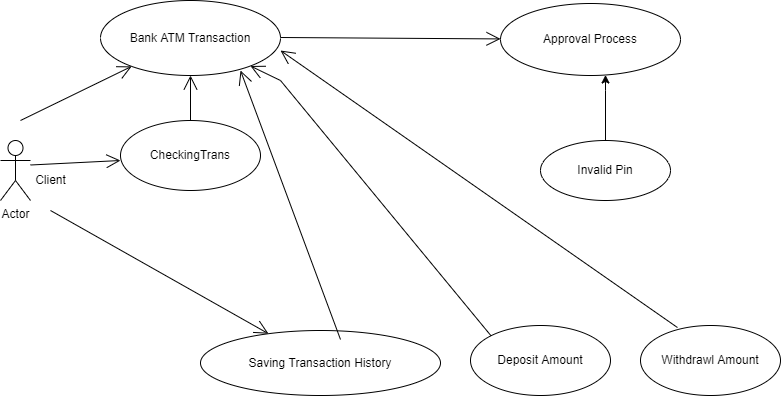 Bank ATM Transaction
Approval Process
CheckingTrans
Invalid Pin
Client
Actor
Saving Transaction History
Deposit Amount
Withdrawl Amount